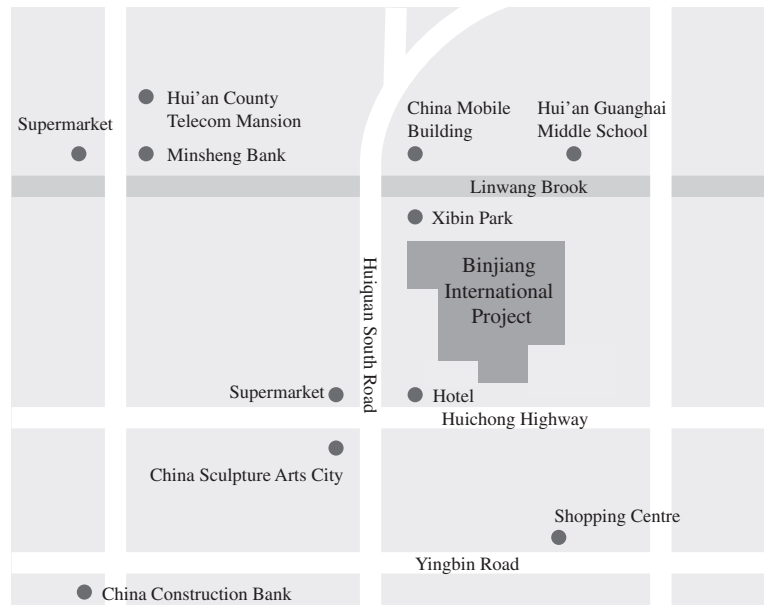 Hui'an County
Telecom Mansion
Supermarket
Minsheng Bank
China Mobile
Building
Hui'an Guanghai
Middle School
Linwang Brook
Xibin Park
Binjiang
International
Project
Huiquan South Road
Supermarket
Hotel
Huichong Highway
China Sculpture Arts City
Shopping Centre
Yingbin Road
China Construction Bank